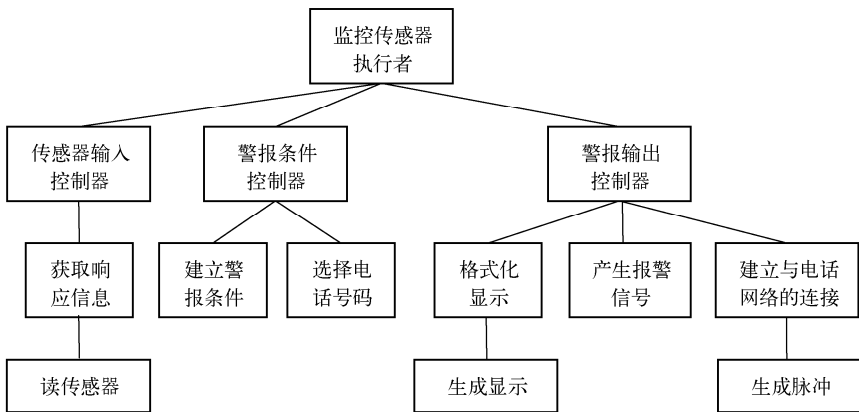 监控传感器
执行者
传感器输入
控制器
警报条件
控制器
警报输出
控制器
获取响
应信息
建立警
报条件
选择电
话号码
格式化
显示
产生报警
信号
建立与电话
网络的连接
读传感器
生成显示
生成脉冲